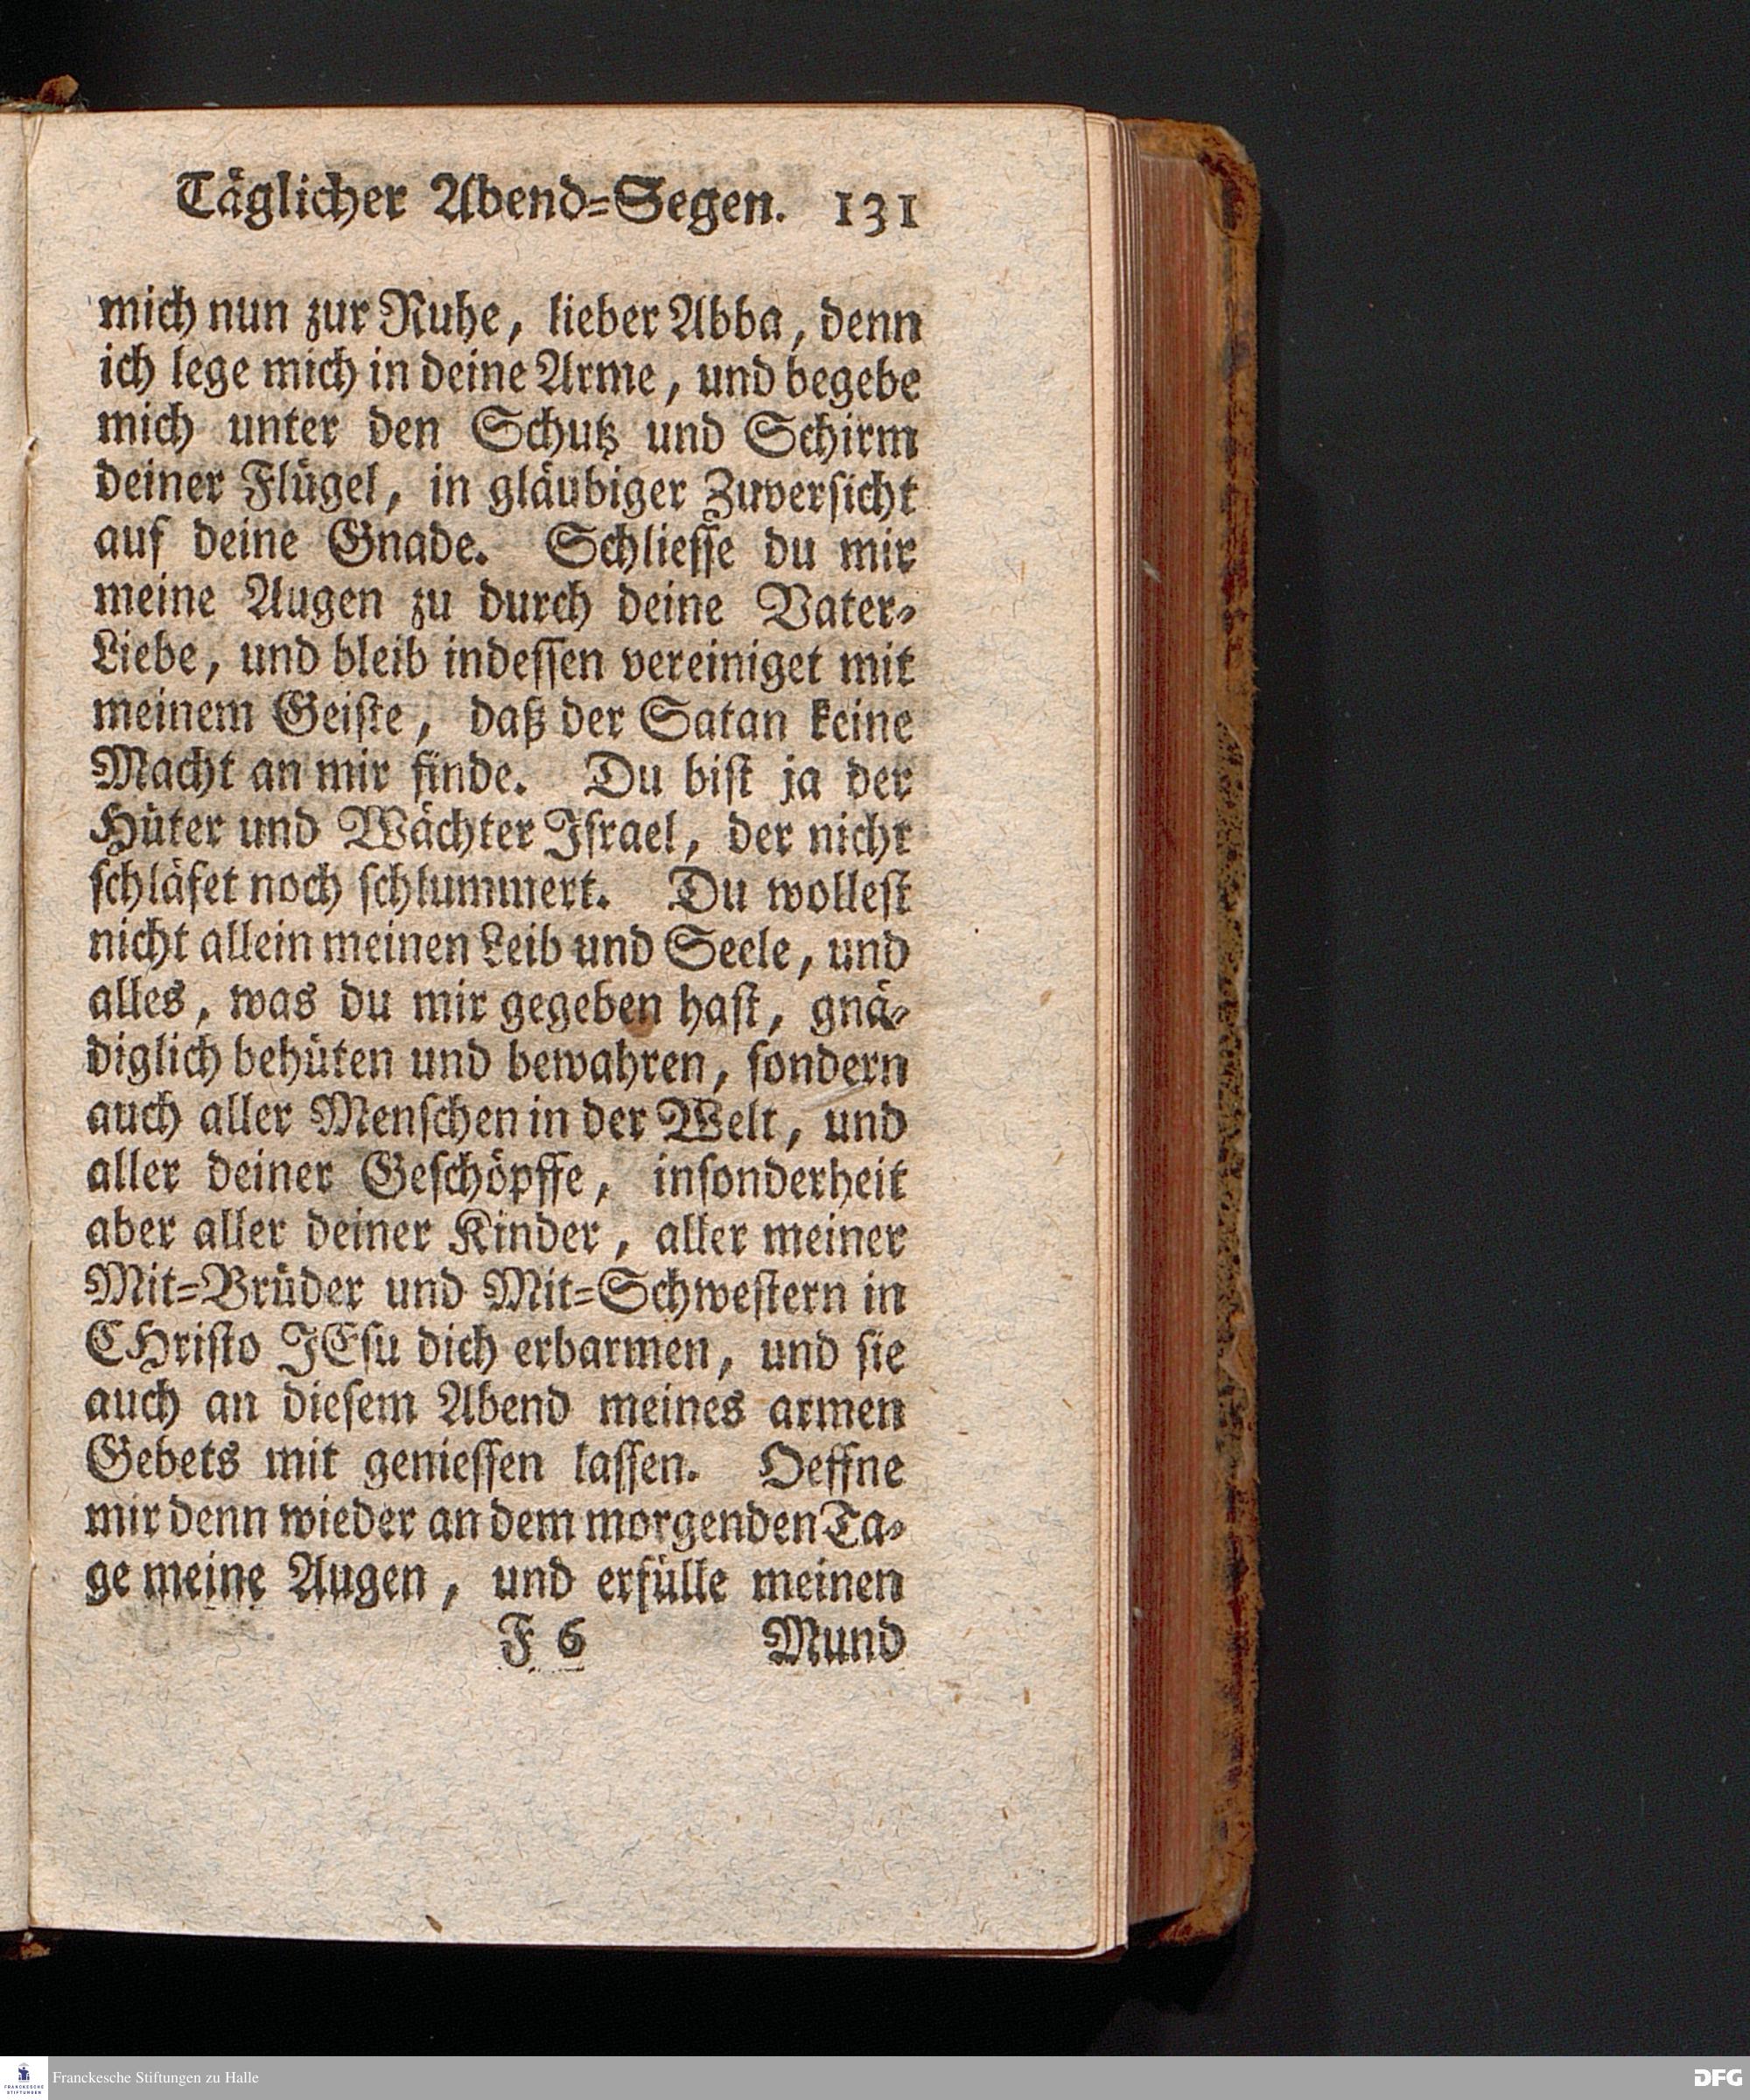 Täglicher Abend=Segen. 131
mich nun zur Ruhe, lieber Abba, denn
ich lege mich in deine Arme, und begebe
mich unter den Schutz und Schirm
deiner Flügel, in gläubiger Zuverſicht
auf deine Gnade. Schlieſſe du mir
meine Augen zu durch deine Vater=
Liebe, und bleib indeſſen vereiniget mit
meinem Geiſte, daß der Satan keine
Macht an mir finde. Du biſt ja der
Hüter und Wächter Iſrael, der nicht
ſchläfet noch ſchlummert. Du wolleſt
nicht allein meinen Leib und Seele, und
alles, was du mir gegeben haſt, gnä=
diglich behüten und bewahren, ſondern
auch aller Menſchen in der Welt, und
aller deiner Geſchöpffe, inſonderheit
aber aller deiner Kinder, aller meiner
Mit=Brüder und Mit=Schweſtern in
CHriſto JEſu dich erbarmen, und ſie
auch an dieſem Abend meines armen
Gebets mit genieſſen laſſen. Oeffne
mir denn wieder an dem morgenden Ta=
ge meine Augen, und erfülle meinen
F 6 Mund
FRANCKESCHE STIFTUNGEN
Franckesche Stiftungen zu Halle
DFG